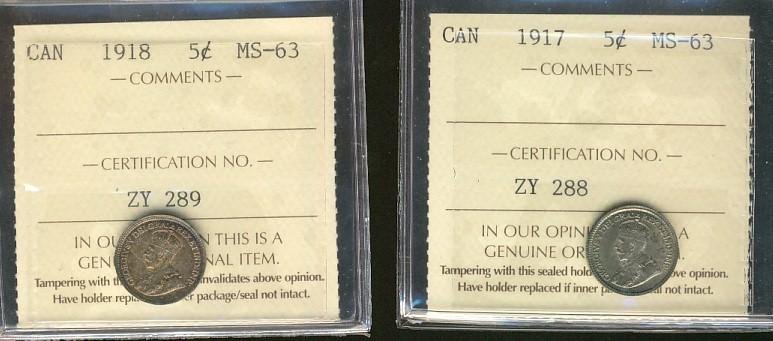 CAN 1918 5¢ MS-63
— COMMENTS —
— CERTIFICATION NO. —
ZY 289
IN OU N THIS IS A
GEN NAL ITEM.
Tampering with th invalidates above opinion.
Have holder repla er package/seal not intact.
CAN 1917 5¢ MS-63
— COMMENTS —
— CERTIFICATION NO. —
ZY 288
IN OUR OPIN A
GENUINE OR M.
Tampering with this sealed hold ove opinion.
Have holder replaced if inner pa al not intact.